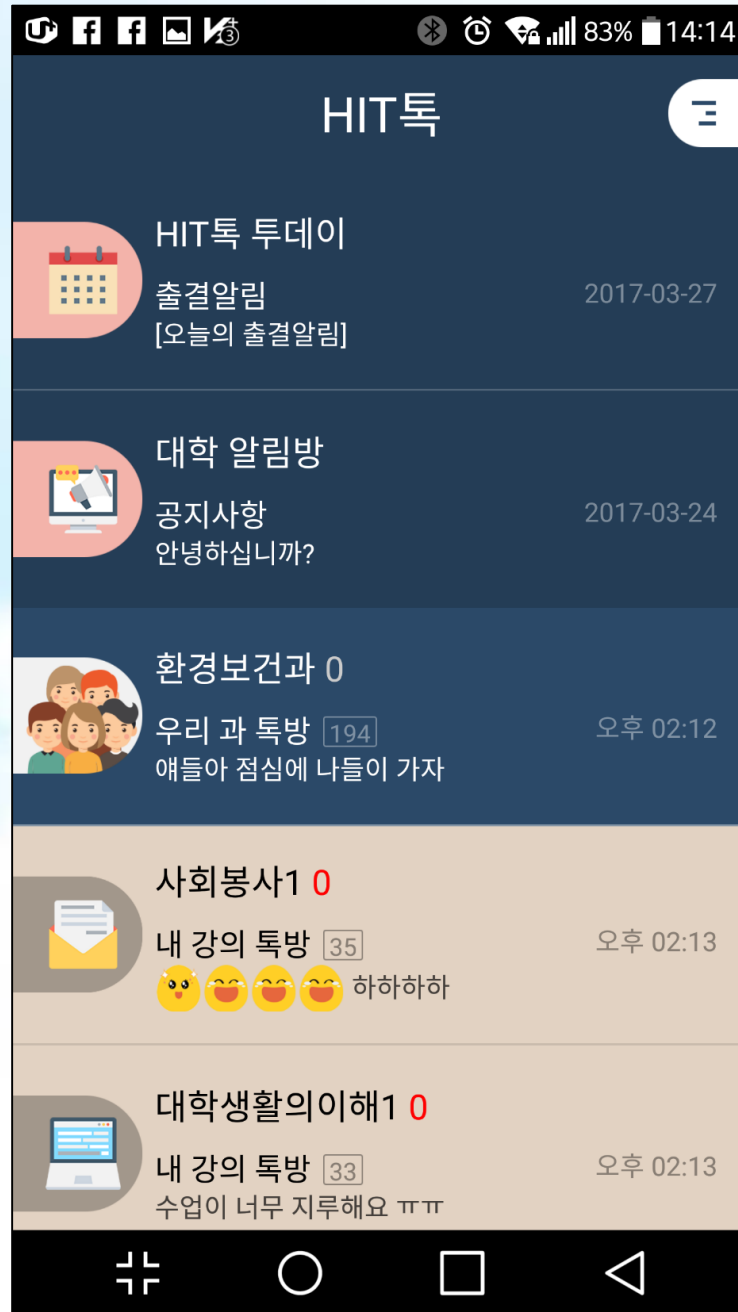 83% 14:14
HIT톡
HIT톡 투데이
출결알림
2017-03-27
[오늘의 출결알림]
대학 알림방
공지사항
2017-03-24
안녕하십니까?
환경보건과 0
우리 과 톡방 194
오후 02:12
얘들아 점심에 나들이 가자
사회봉사1 0
내 강의 톡방 35
오후 02:13
하하하하
대학생활의이해1 0
내 강의 톡방 33
오후 02:13
수업이 너무 지루해요 ㅠㅠ